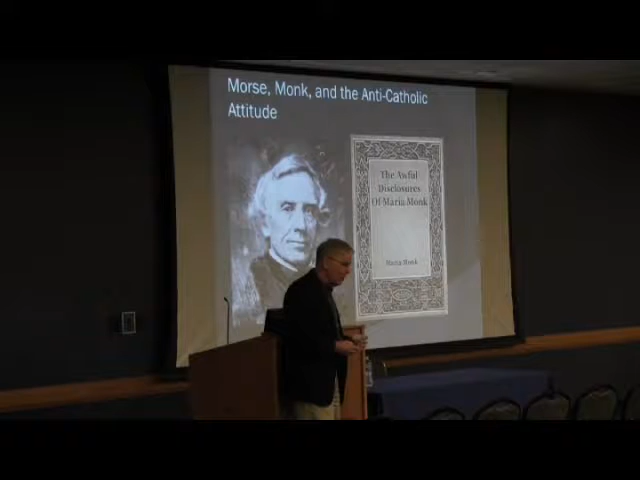 Morse, Monk, and the Anti-Catholic
Attitude
The Awful
Disclosures
Of Maria Monk
Maria Monk